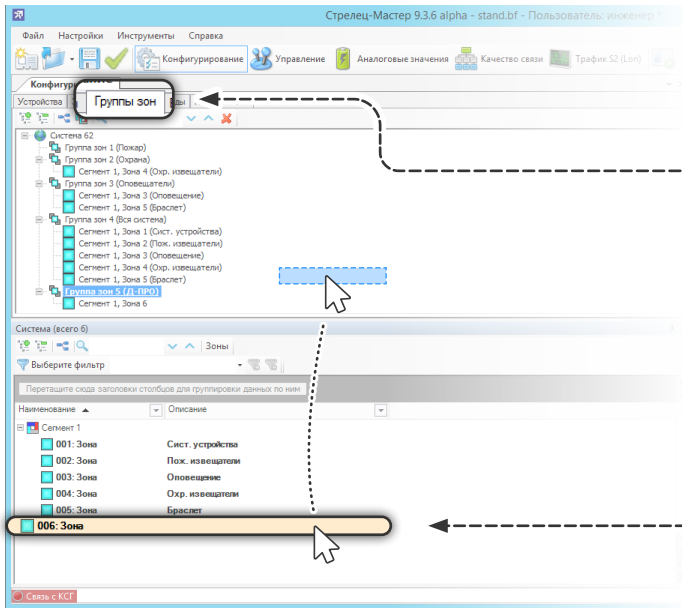 Стрелец-Мастер 9.3.6 alpha - stand.bf - Пользователь: инженер
Файл Настройки Инструменты Справка
Конфигурирование Управление Аналоговые значения Качество связи Трафик S2 (Lon)
Конфигур
Устройства Группы зон
Система 62
Группа зон 1 (Пожар)
Группа зон 2 (Охрана)
Сегмент 1, Зона 4 (Охр. извещатели)
Группа зон 3 (Оповещатели)
Сегмент 1, Зона 3 (Оповещение)
Сегмент 1, Зона 5 (Браслет)
Группа зон 4 (Вся система)
Сегмент 1, Зона 1 (Сист. устройства)
Сегмент 1, Зона 2 (Пож. извещатели)
Сегмент 1, Зона 3 (Оповещение)
Сегмент 1, Зона 4 (Охр. извещатели)
Сегмент 1, Зона 5 (Браслет)
Группа зон 5 (Д-ПРО)
Сегмент 1, Зона 6
Система (всего 6)
Зоны
Выберите фильтр
Перетащите сюда заголовки столбцов для группировки данных по ним
Наименование Описание
Сегмент 1
001: Зона Сист. устройства
002: Зона Пож. извещатели
003: Зона Оповещение
004: Зона Охр. извещатели
005: Зона Браслет
006: Зона
Связь с КСГ